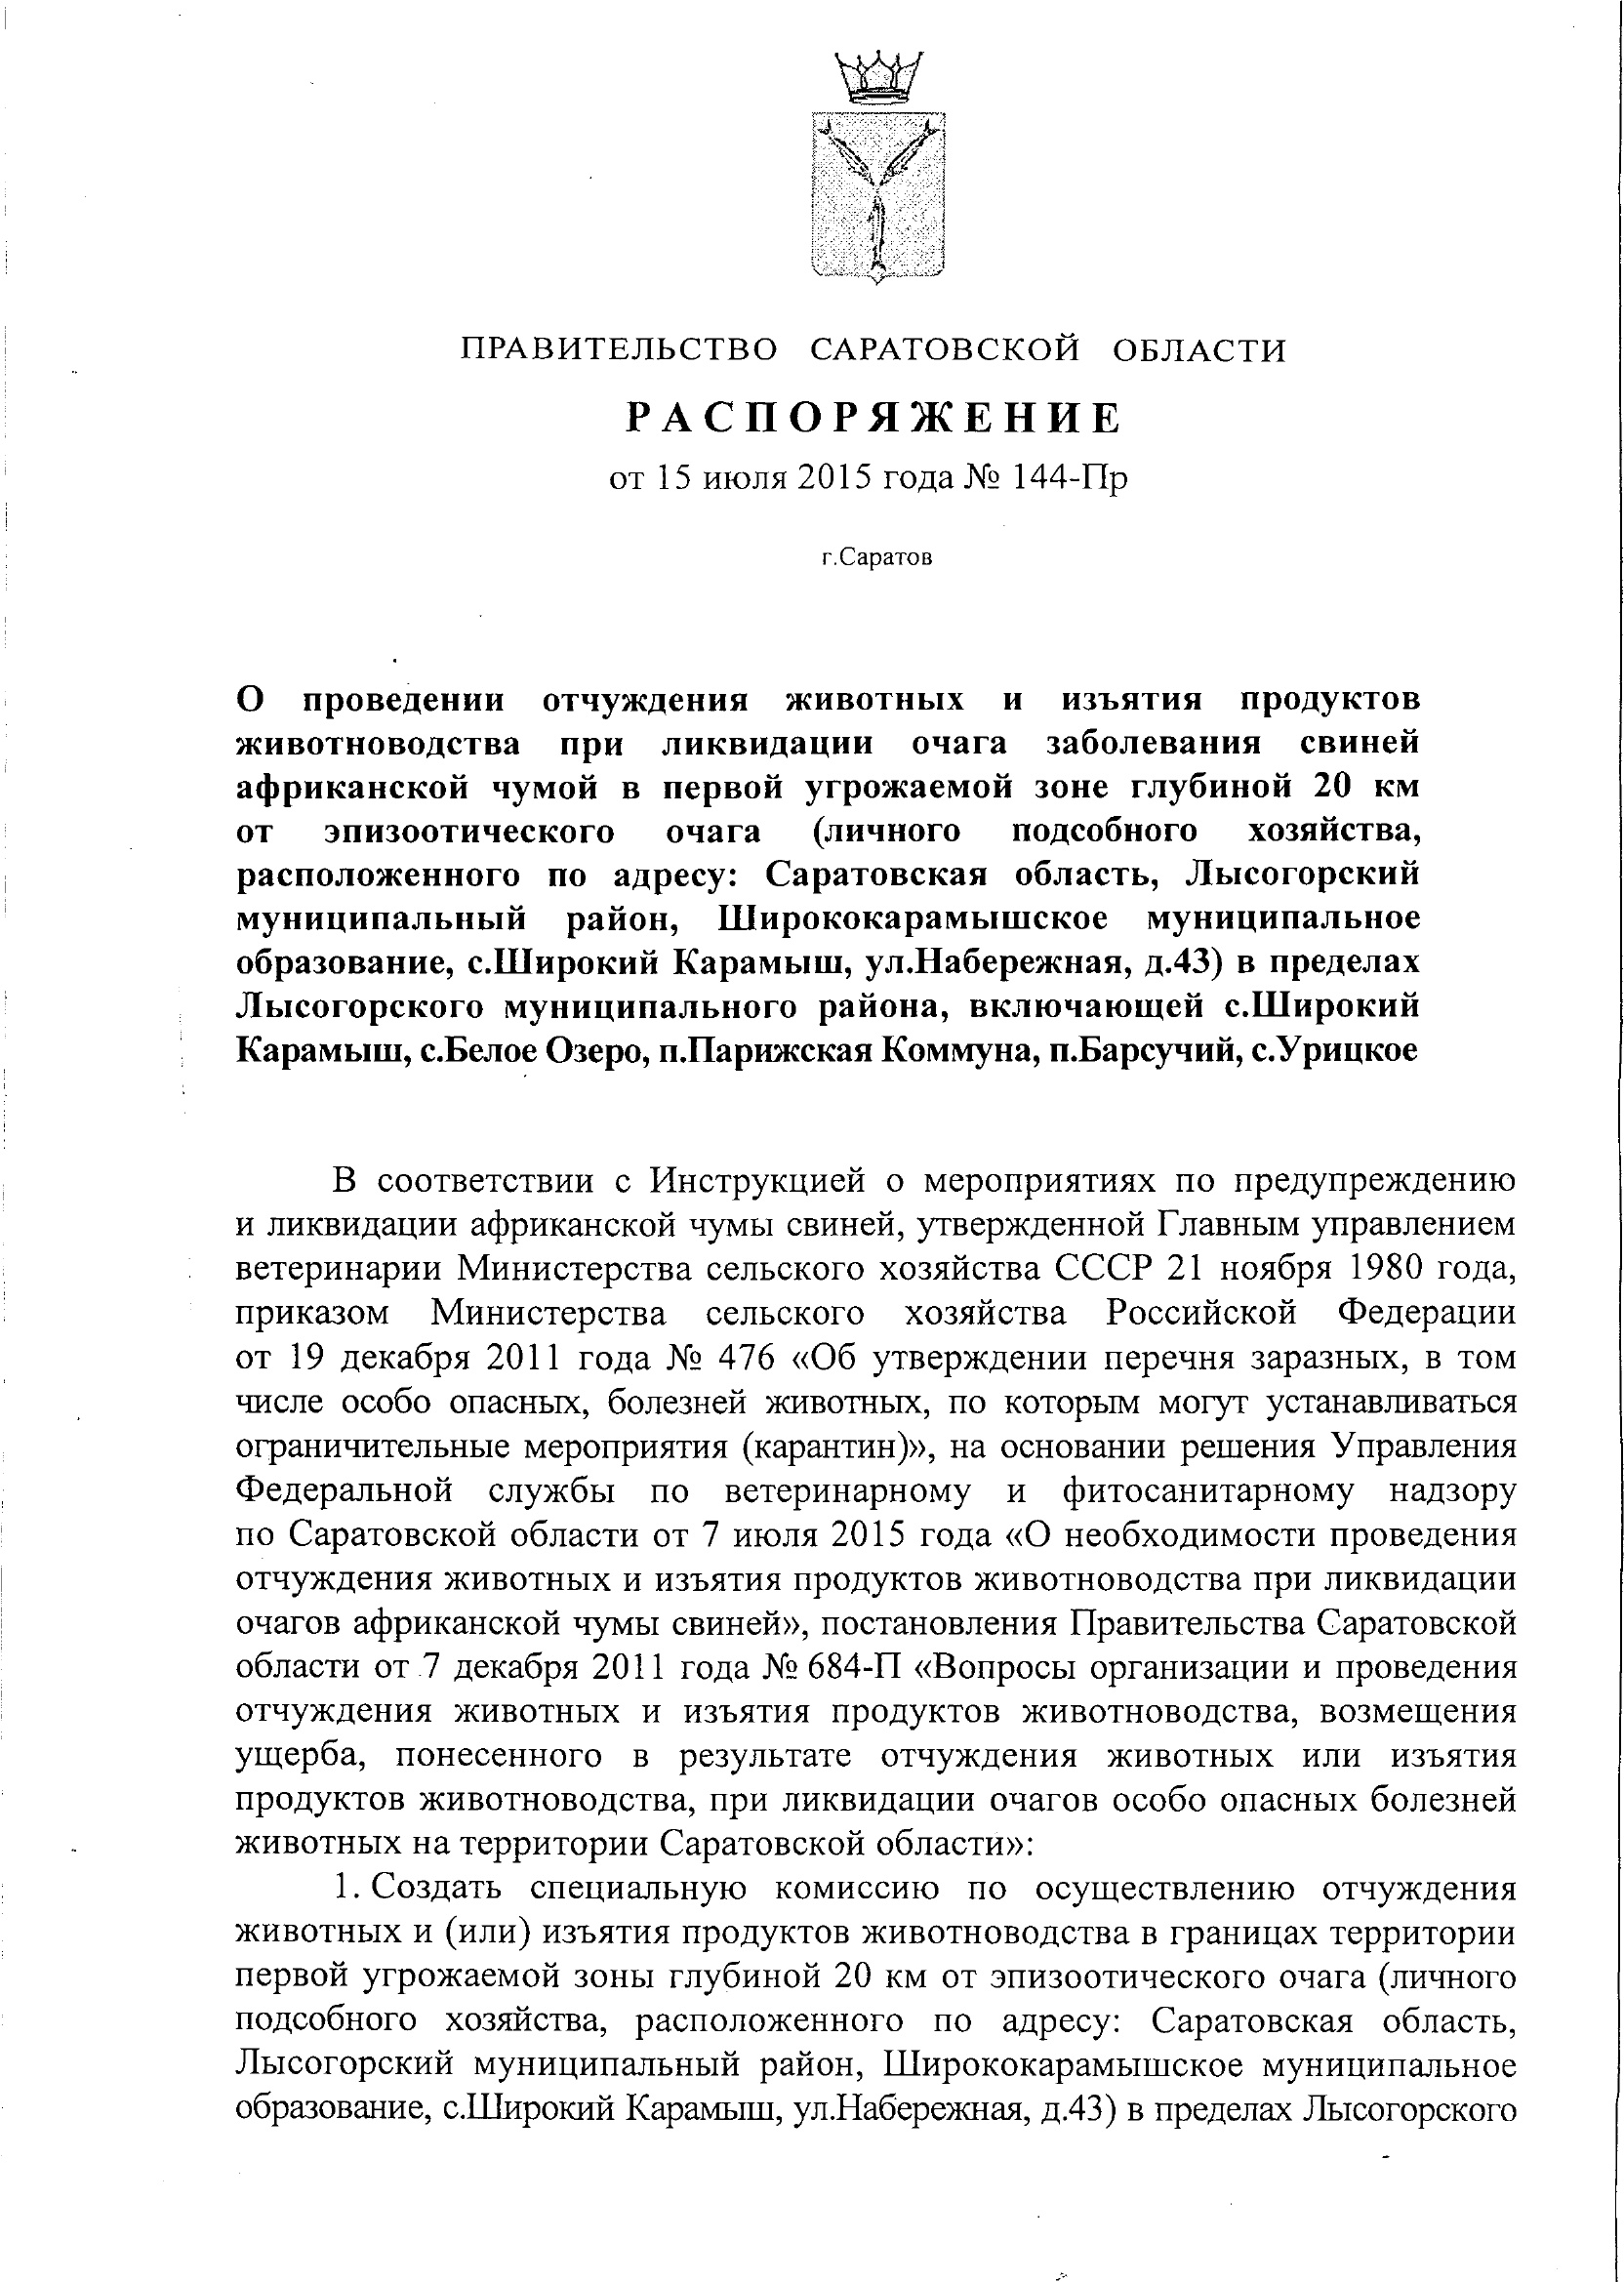 ПРАВИТЕЛЬСТВО САРАТОВСКОЙ ОБЛАСТИ
РАСПОРЯЖЕНИЕ
от 15 июля 2015 года № 144-Пр
г.Саратов
О проведении отчуждения животных и изъятия продуктов
животноводства при ликвидации очага заболевания свиней
африканской чумой в первой угрожаемой зоне глубиной 20 км
от эпизоотического очага (личного подсобного хозяйства,
расположенного по адресу: Саратовская область, Лысогорский
муниципальный район, Ширококарамышское муниципальное
образование, с.Широкий Карамыш, ул.Набережная, д.43) в пределах
Лысогорского муниципального района, включающей с.Широкий
Карамыш, с.Белое Озеро, п.Парижская Коммуна, п.Барсучий, с.Урицкое
В соответствии с Инструкцией о мероприятиях по предупреждению
и ликвидации африканской чумы свиней, утвержденной Главным управлением
ветеринарии Министерства сельского хозяйства СССР 21 ноября 1980 года,
приказом Министерства сельского хозяйства Российской Федерации
от 19 декабря 2011 года № 476 «Об утверждении перечня заразных, в том
числе особо опасных, болезней животных, по которым могут устанавливаться
ограничительные мероприятия (карантин)», на основании решения Управления
Федеральной службы по ветеринарному и фитосанитарному надзору
по Саратовской области от 7 июля 2015 года «О необходимости проведения
отчуждения животных и изъятия продуктов животноводства при ликвидации
очагов африканской чумы свиней», постановления Правительства Саратовской
области от 7 декабря 2011 года № 684-П «Вопросы организации и проведения
отчуждения животных и изъятия продуктов животноводства, возмещения
ущерба, понесенного в результате отчуждения животных или изъятия
продуктов животноводства, при ликвидации очагов особо опасных болезней
животных на территории Саратовской области»:
1. Создать специальную комиссию по осуществлению отчуждения
животных и (или) изъятия продуктов животноводства в границах территории
первой угрожаемой зоны глубиной 20 км от эпизоотического очага (личного
подсобного хозяйства, расположенного по адресу: Саратовская область,
Лысогорский муниципальный район, Ширококарамышское муниципальное
образование, с.Широкий Карамыш, ул.Набережная, д.43) в пределах Лысогорского